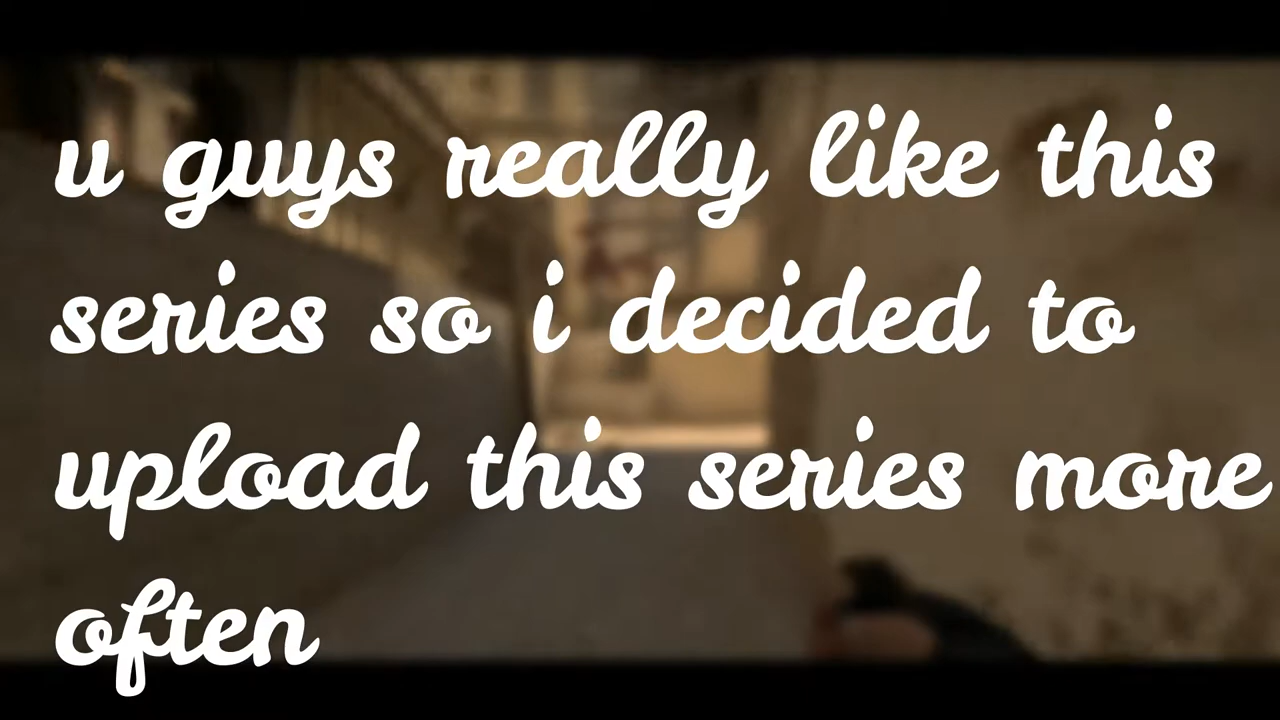 u guys really like this
series so i decided to
upload this series more
often